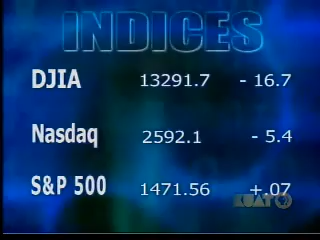 INDICES
DJIA 13291.7 - 16.7
Nasdaq 2592.1 - 5.4
S&P 500 1471.56 +.07